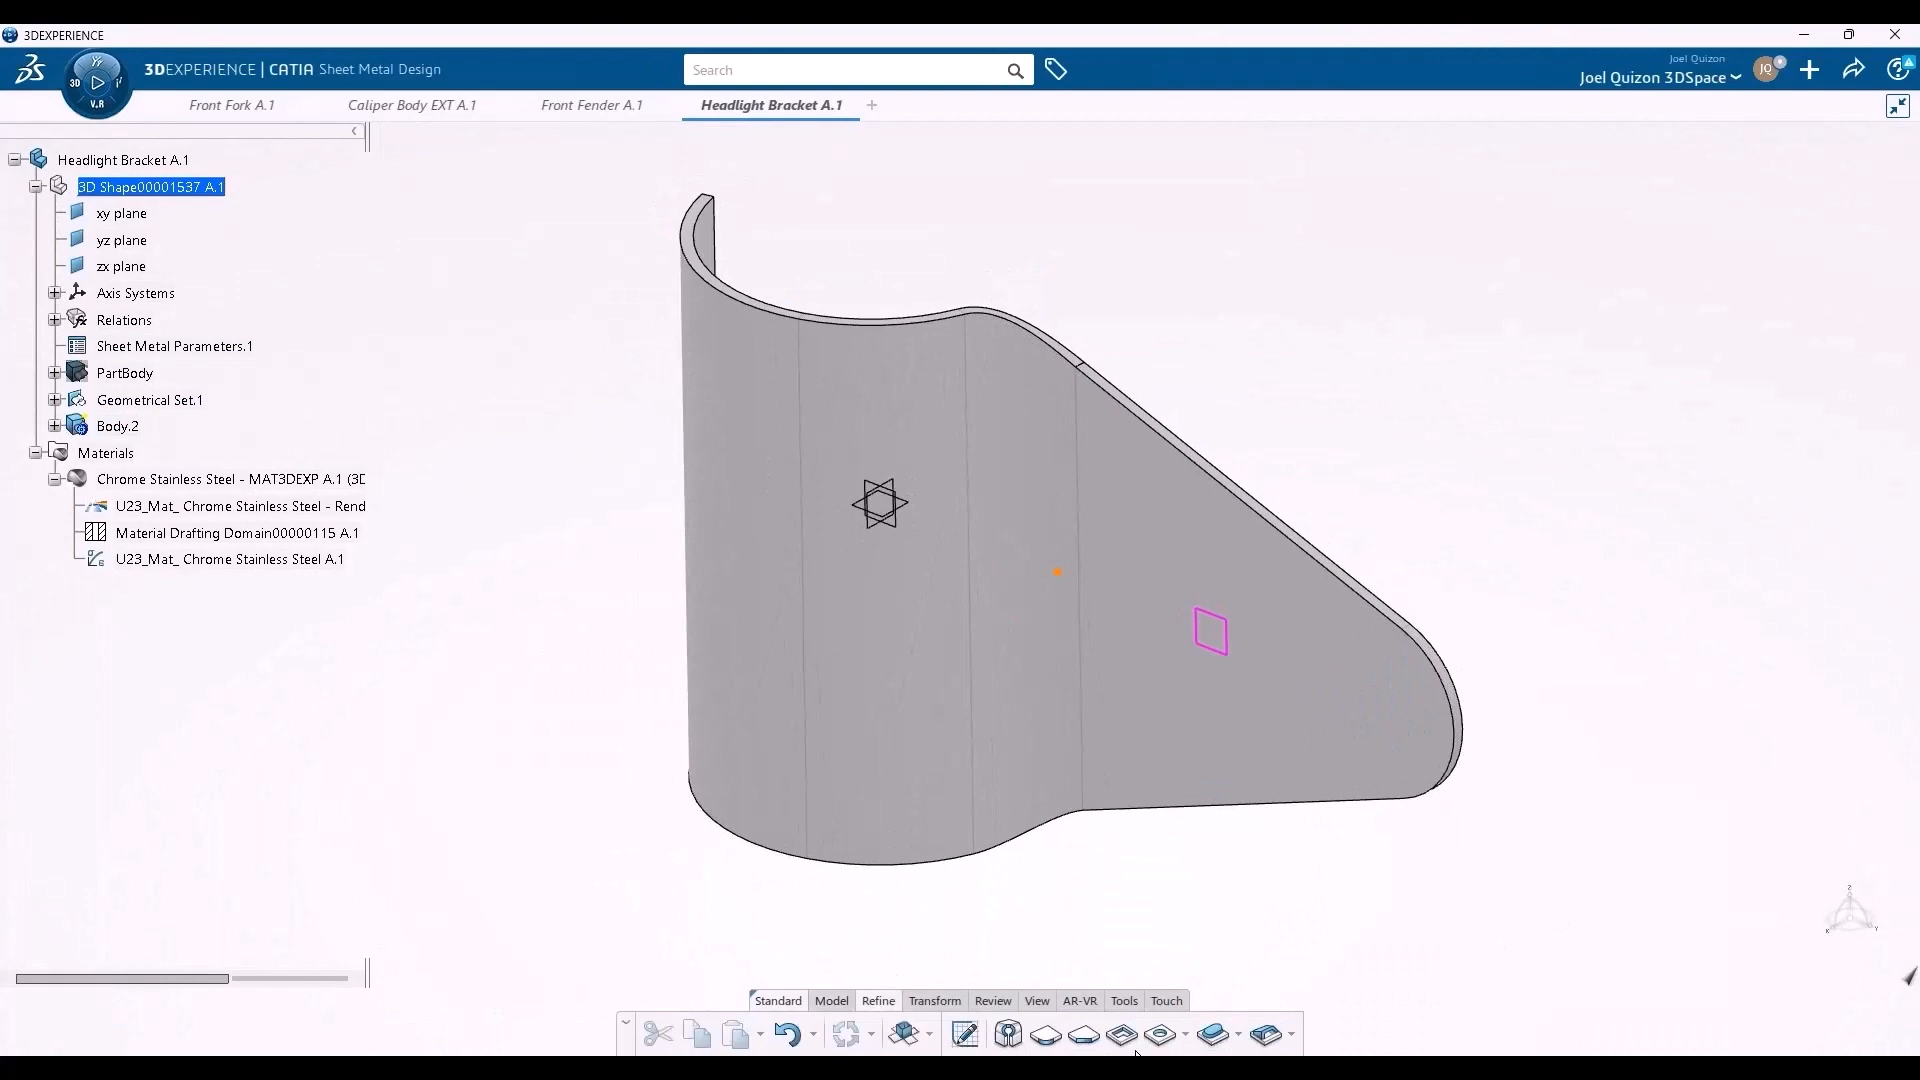 3DEXPERIENCE
3DEXPERIENCE | CATIA Sheet Metal Design
3D
V.R
Search
Joel Quizon
Joel Quizon 3DSpace
JQ
Front Fork A.1
Caliper Body EXT A.1
Front Fender A.1
Headlight Bracket A.1
Headlight Bracket A.1
3D Shape00001537 A.1
xy plane
yz plane
zx plane
Axis Systems
Relations
Sheet Metal Parameters.1
PartBody
Geometrical Set.1
Body.2
Materials
Chrome Stainless Steel - MAT3DEXP A.1 (3D
U23_Mat_ Chrome Stainless Steel - Rend
Material Drafting Domain00000115 A.1
U23_Mat_ Chrome Stainless Steel A.1
z
x
y
Standard
Model
Refine
Transform
Review
View
AR-VR
Tools
Touch